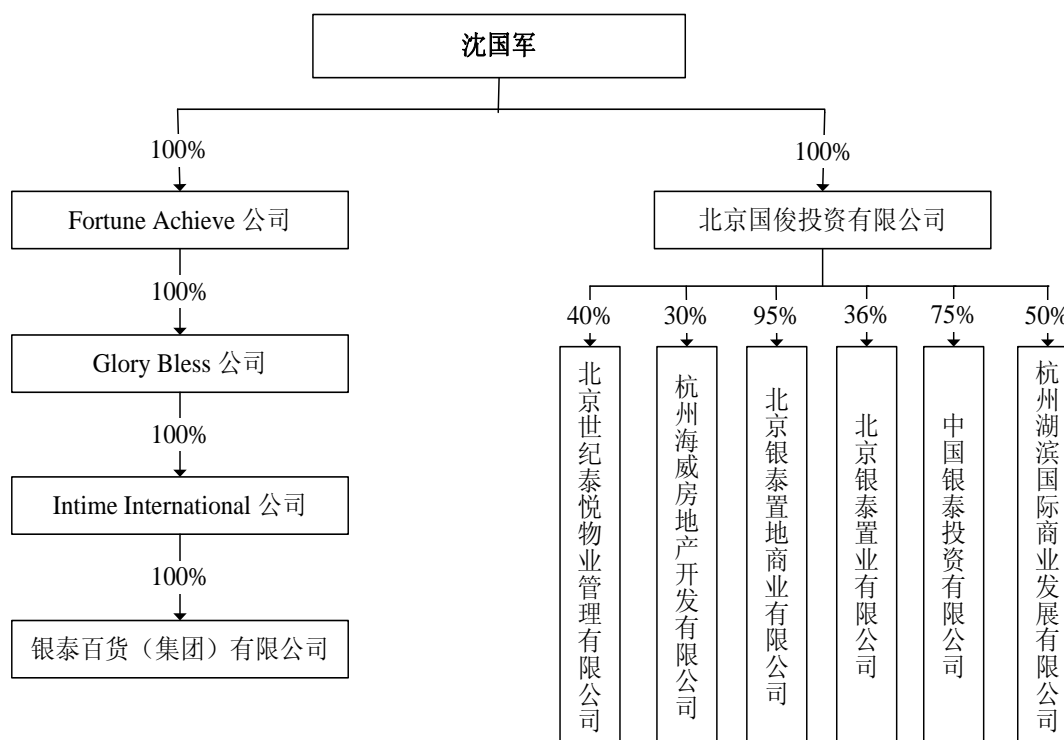 沈国军
100%
100%
Fortune Achieve 公司
北京国俊投资有限公司
100%
40%
30%
95%
36%
75%
50%
Glory Bless 公司
北京世纪泰悦物业管理有限公司
杭州海威房地产开发有限公司
北京银泰置地商业有限公司
北京银泰置业有限公司
中国银泰投资有限公司
杭州湖滨国际商业发展有限公司
100%
Intime International 公司
100%
银泰百货（集团）有限公司